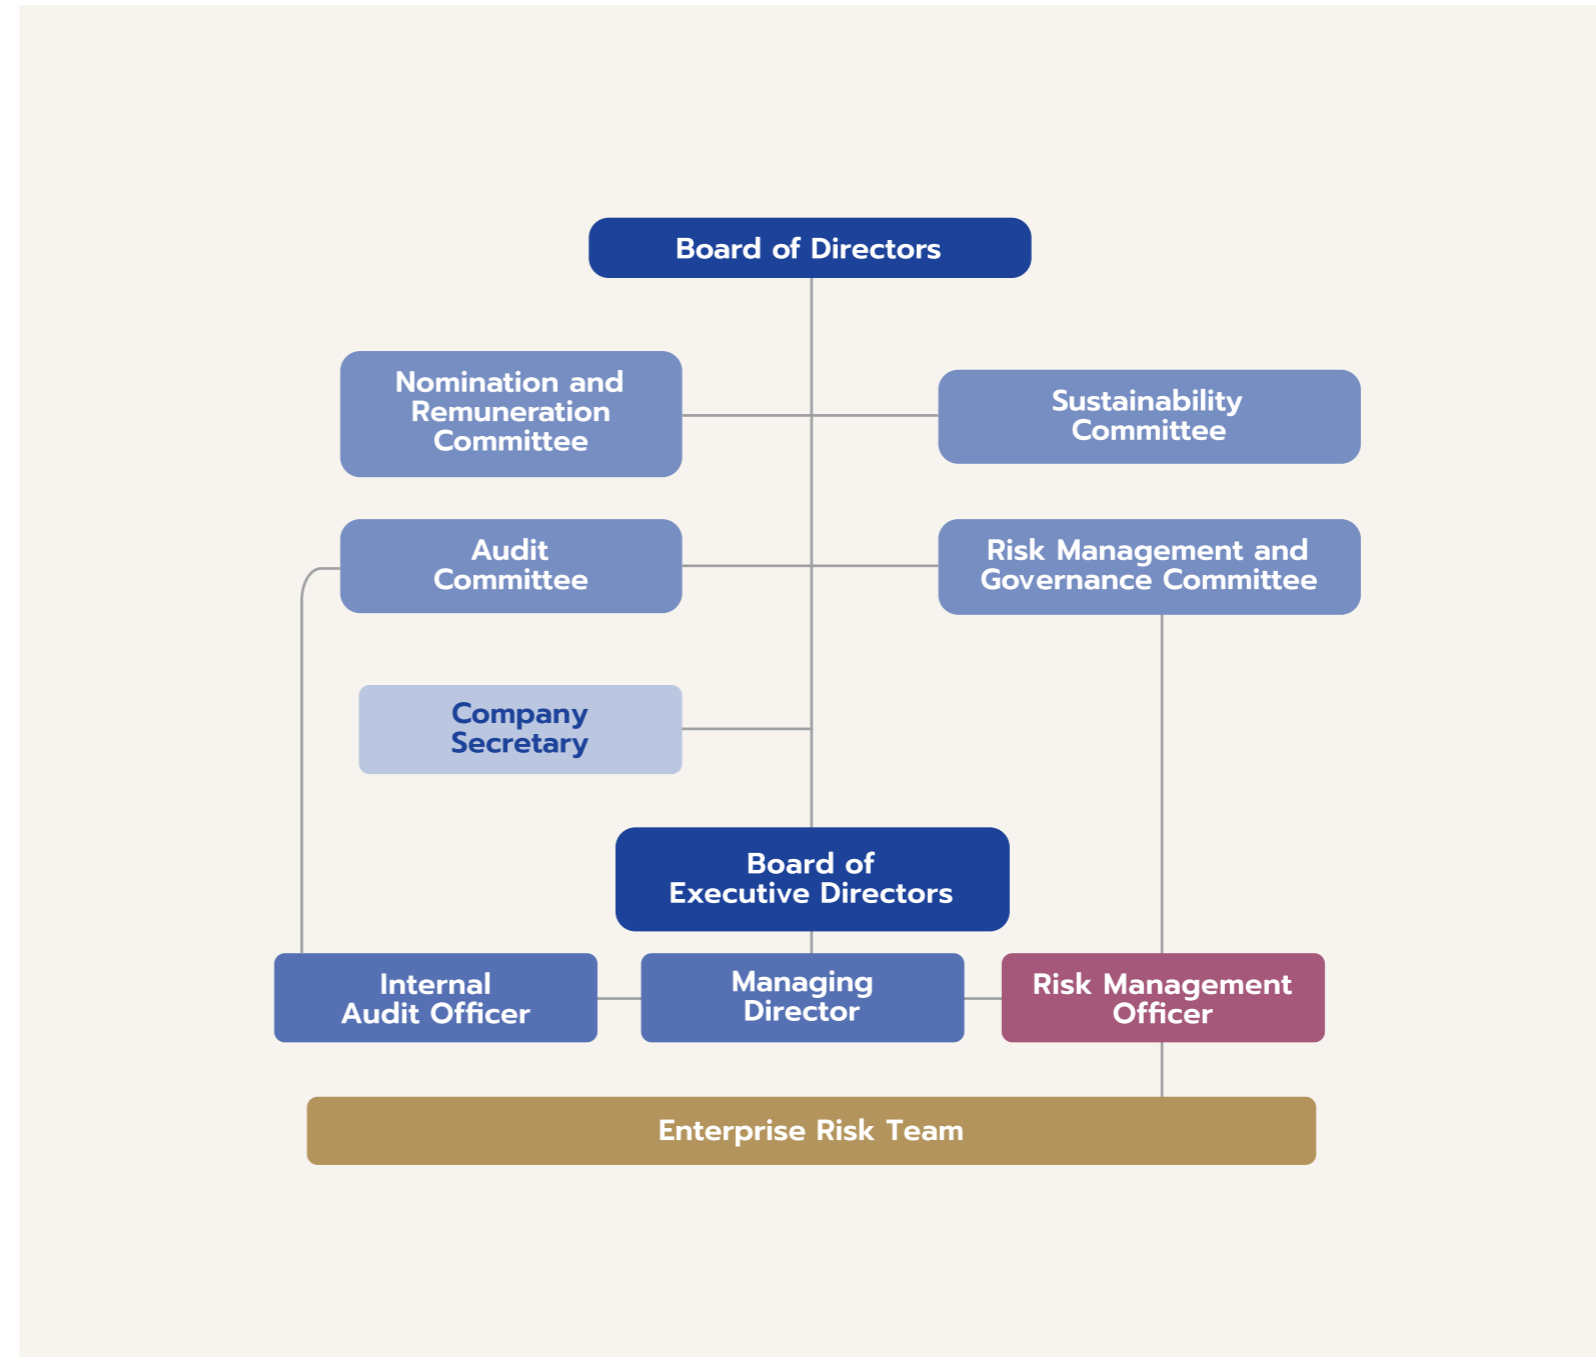 Board of Directors
Nomination and
Remuneration
Committee
Sustainability
Committee
Audit
Committee
Risk Management and
Governance Committee
Company
Secretary
Board of
Executive Directors
Internal
Audit Officer
Managing
Director
Risk Management
Officer
Enterprise Risk Team